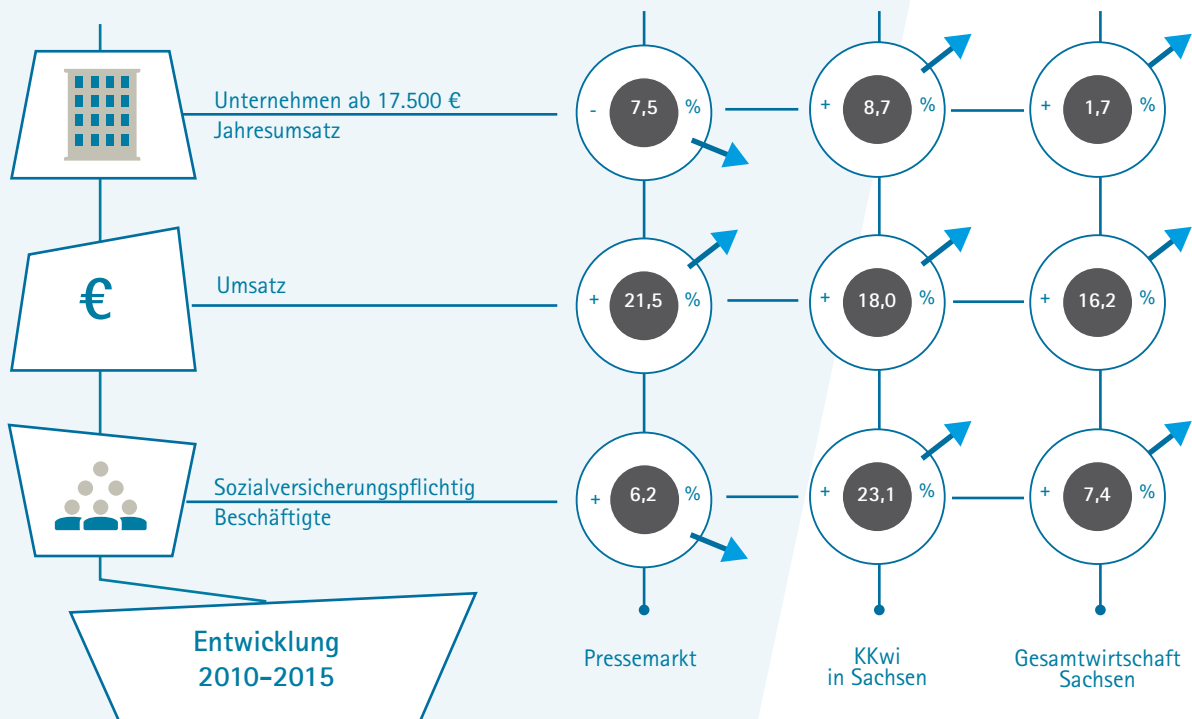 Unternehmen ab 17.500 €
Jahresumsatz
- 7,5 %
+ 8,7 %
+ 1,7 %
€
Umsatz
+ 21,5 %
+ 18,0 %
+ 16,2 %
Sozialversicherungspflichtig
Beschäftigte
+ 6,2 %
+ 23,1 %
+ 7,4 %
Entwicklung
2010–2015
Pressemarkt
KKwi
in Sachsen
Gesamtwirtschaft
Sachsen